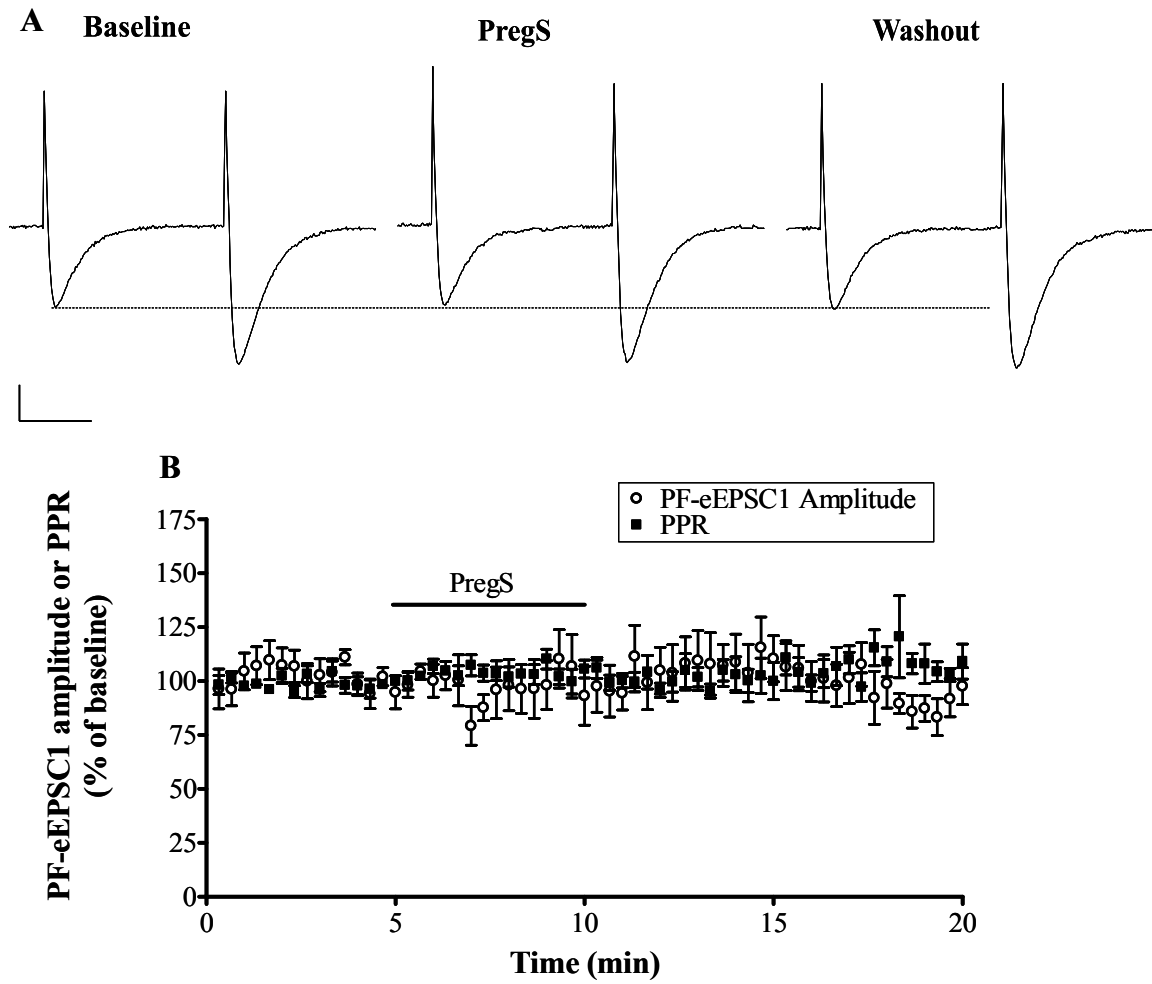 A
Baseline
PregS
Washout
B
PF-eEPSC1 Amplitude
PPR
PF-eEPSC1 amplitude or PPR
(% of baseline)
175
150
125
100
75
50
25
0
PregS
0
5
10
15
20
Time (min)